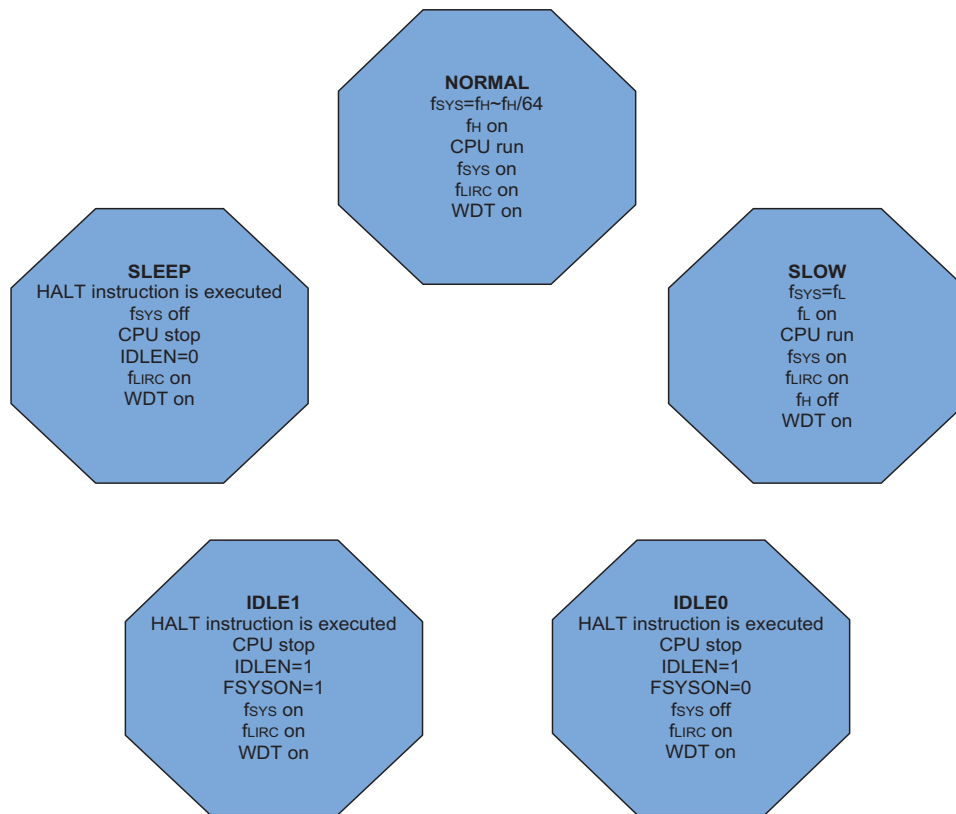 NORMAL
fSYS=fH~fH/64
fH on
CPU run
fSYS on
fLIRC on
WDT on
SLEEP
HALT instruction is executed
fSYS off
CPU stop
IDLEN=0
fLIRC on
WDT on
SLOW
fSYS=fL
fL on
CPU run
fSYS on
fLIRC on
fH off
WDT on
IDLE1
HALT instruction is executed
CPU stop
IDLEN=1
FSYSON=1
fSYS on
fLIRC on
WDT on
IDLE0
HALT instruction is executed
CPU stop
IDLEN=1
FSYSON=0
fSYS off
fLIRC on
WDT on